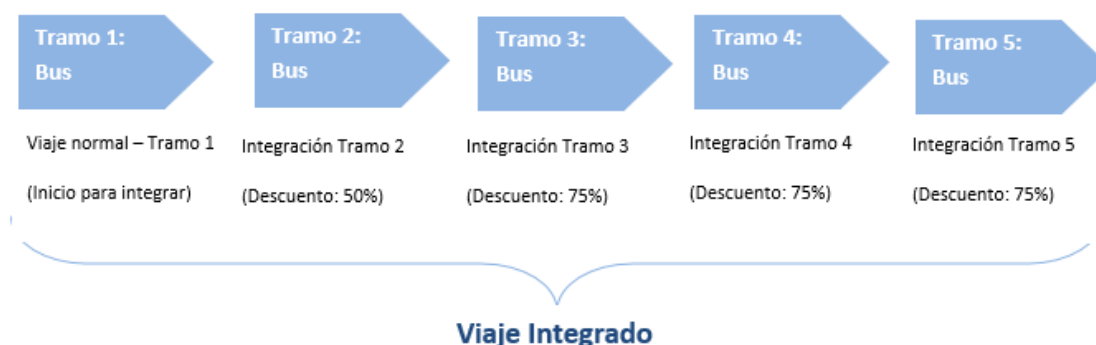 Tramo 1:
Bus
Tramo 2:
Bus
Tramo 3:
Bus
Tramo 4:
Bus
Tramo 5:
Bus
Viaje normal – Tramo 1
(Inicio para integrar)
Integración Tramo 2
(Descuento: 50%)
Integración Tramo 3
(Descuento: 75%)
Integración Tramo 4
(Descuento: 75%)
Integración Tramo 5
(Descuento: 75%)
Viaje Integrado